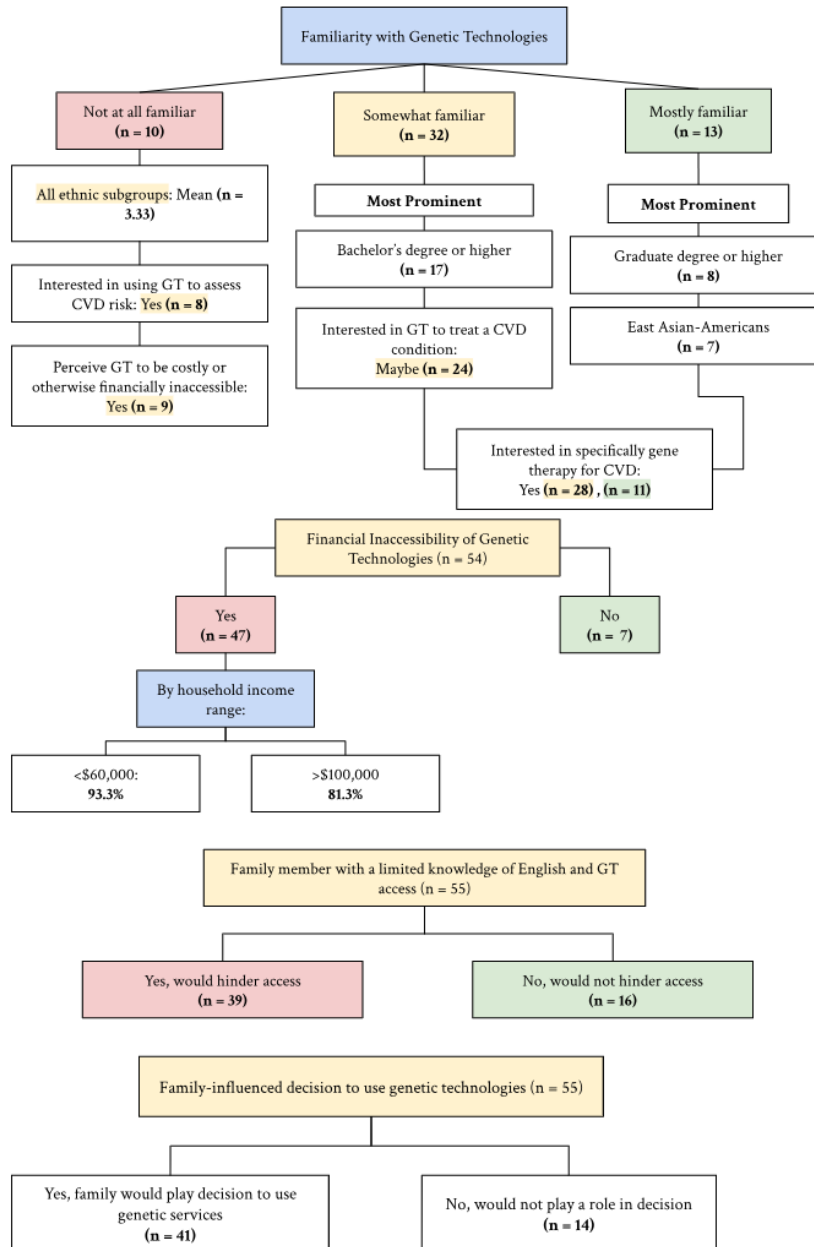 Familiarity with Genetic Technologies
Not at all familiar
(n = 10)
Somewhat familiar
(n = 32)
Mostly familiar
(n = 13)
All ethnic subgroups: Mean (n =
3.33)
Most Prominent
Most Prominent
Bachelor's degree or higher
(n = 17)
Graduate degree or higher
(n = 8)
Interested in using GT to assess
CVD risk: Yes (n = 8)
Interested in GT to treat a CVD
condition:
Maybe (n = 24)
East Asian-Americans
(n = 7)
Perceive GT to be costly or
otherwise financially inaccessible:
Yes (n = 9)
Interested in specifically gene
therapy for CVD:
Yes (n = 28) , (n = 11)
Financial Inaccessibility of Genetic
Technologies (n = 54)
Yes
(n = 47)
No
(n = 7)
By household income
range:
<$60,000:
93.3%
>$100,000
81.3%
Family member with a limited knowledge of English and GT
access (n = 55)
Yes, would hinder access
(n = 39)
No, would not hinder access
(n = 16)
Family-influenced decision to use genetic technologies (n = 55)
Yes, family would play decision to use
genetic services
(n = 41)
No, would not play a role in decision
(n = 14)